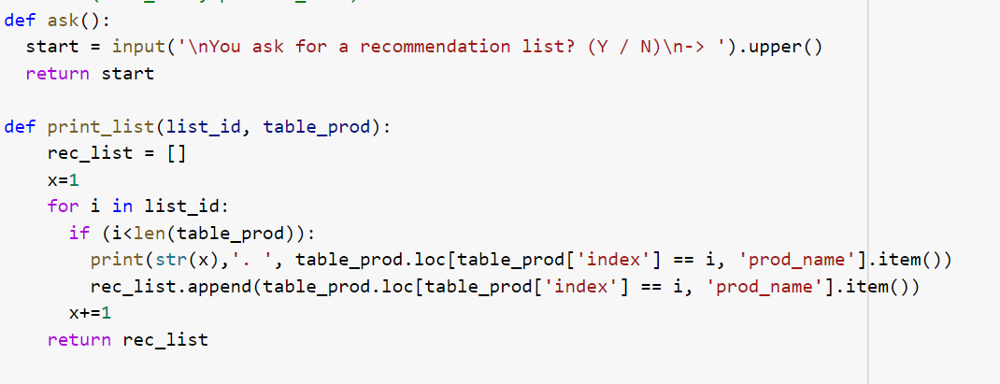 def ask():
  start = input('\nYou ask for a recommendation list? (Y / N)\n-> ').upper()
  return start

def print_list(list_id, table_prod):
    rec_list = []
    x=1
    for i in list_id:
      if (i<len(table_prod)):
        print(str(x),'. ', table_prod.loc[table_prod['index'] == i, 'prod_name'].item())
        rec_list.append(table_prod.loc[table_prod['index'] == i, 'prod_name'].item())
      x+=1
    return rec_list